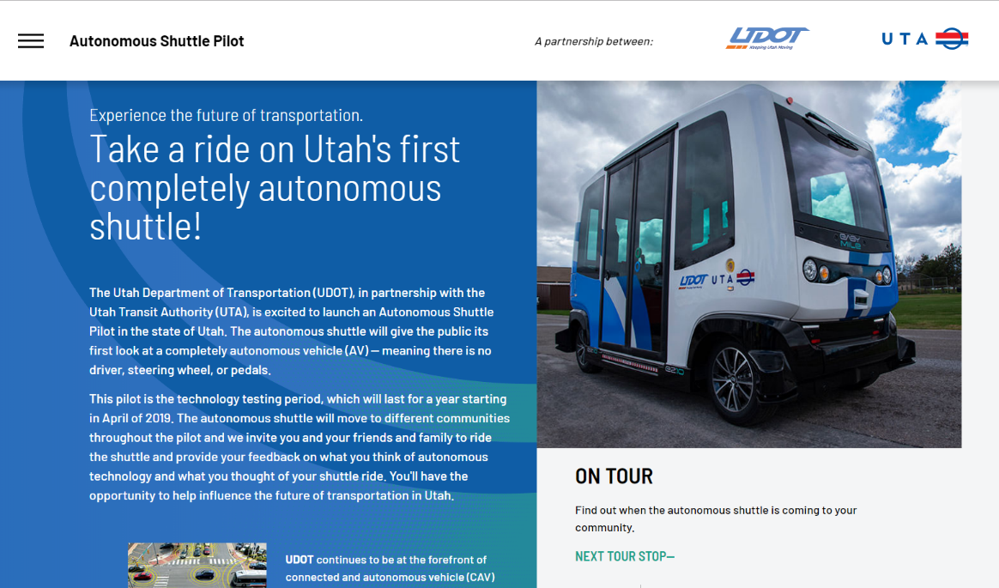 Autonomous Shuttle Pilot
A partnership between:
UDOT
Keeping Utah Moving
UTA
Experience the future of transportation.
Take a ride on Utah's first
completely autonomous
shuttle!
The Utah Department of Transportation (UDOT), in partnership with the
Utah Transit Authority (UTA), is excited to launch an Autonomous Shuttle
Pilot in the state of Utah. The autonomous shuttle will give the public its
first look at a completely autonomous vehicle (AV) — meaning there is no
driver, steering wheel, or pedals.
This pilot is the technology testing period, which will last for a year starting
in April of 2019. The autonomous shuttle will move to different communities
throughout the pilot and we invite you and your friends and family to ride
the shuttle and provide your feedback on what you think of autonomous
technology and what you thought of your shuttle ride. You'll have the
opportunity to help influence the future of transportation in Utah.
UDOT continues to be at the forefront of
connected and autonomous vehicle (CAV)
EASY
MILE
UDOT UTA
EZ10
EZ10
ON TOUR
Find out when the autonomous shuttle is coming to your
community.
NEXT TOUR STOP—